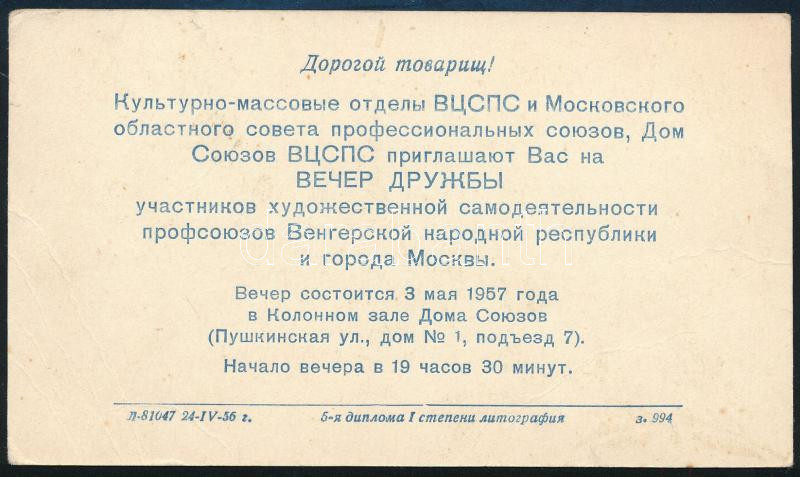 Дорогой товарищ!
Культурно-массовые отделы ВЦСПС и Московского
областного совета профессиональных союзов, Дом
Союзов ВЦСПС приглашают Вас на
ВЕЧЕР ДРУЖБЫ
участников художественной самодеятельности
профсоюзов Венгерской народной республики
и города Москвы.
Вечер состоится 3 мая 1957 года
в Колонном зале Дома Союзов
(Пушкинская ул., дом № 1, подъезд 7).
Начало вечера в 19 часов 30 минут.
Л-81047 24-IV-56 г. 5-я диплома I степени литография з. 994